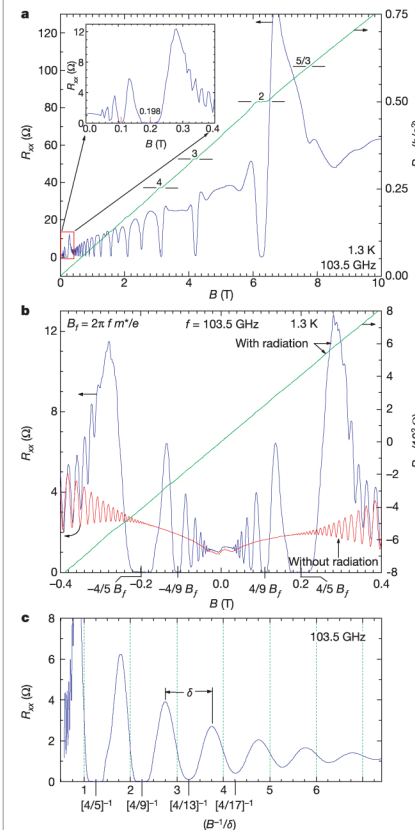 a
120
100
80
60
40
20
0
Rxx (Ω)
12
8
4
0
Rxx (Ω)
0.198
0.0 0.1 0.2 0.3 0.4
B (T)
5/3
2
3
4
0.75
0.50
0.25
0.00
1.3 K
103.5 GHz
0 2 4 6 8 10
B (T)
b
Bf = 2π f m*/e
f = 103.5 GHz
1.3 K
With radiation
Without radiation
12
8
4
0
Rxx (Ω)
8
6
4
2
0
–2
–4
–6
–8
–0.4 –0.2 0.0 0.2 0.4
–4/5 Bf –4/9 Bf 4/9 Bf 4/5 Bf
B (T)
c
103.5 GHz
8
6
4
2
0
Rxx (Ω)
δ
1 2 3 4 5 6
[4/5]–1 [4/9]–1 [4/13]–1 [4/17]–1
(B–1/δ)